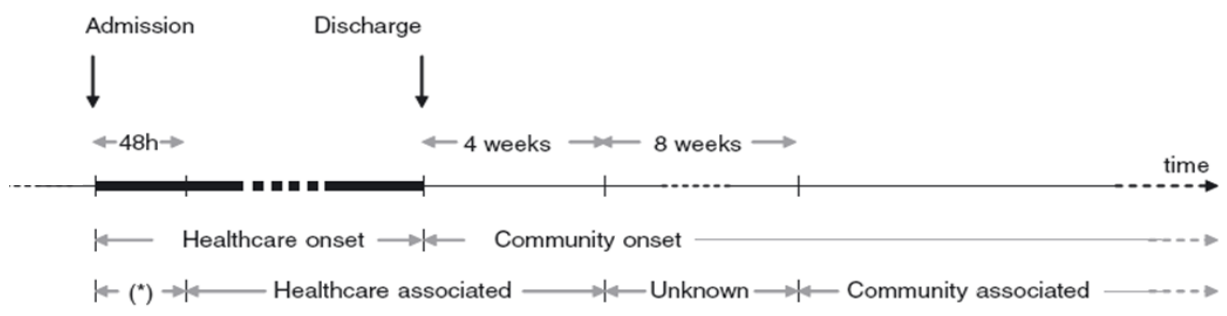 Admission Discharge
48h 4 weeks 8 weeks
time
Healthcare onset Community onset
(*) Healthcare associated Unknown Community associated